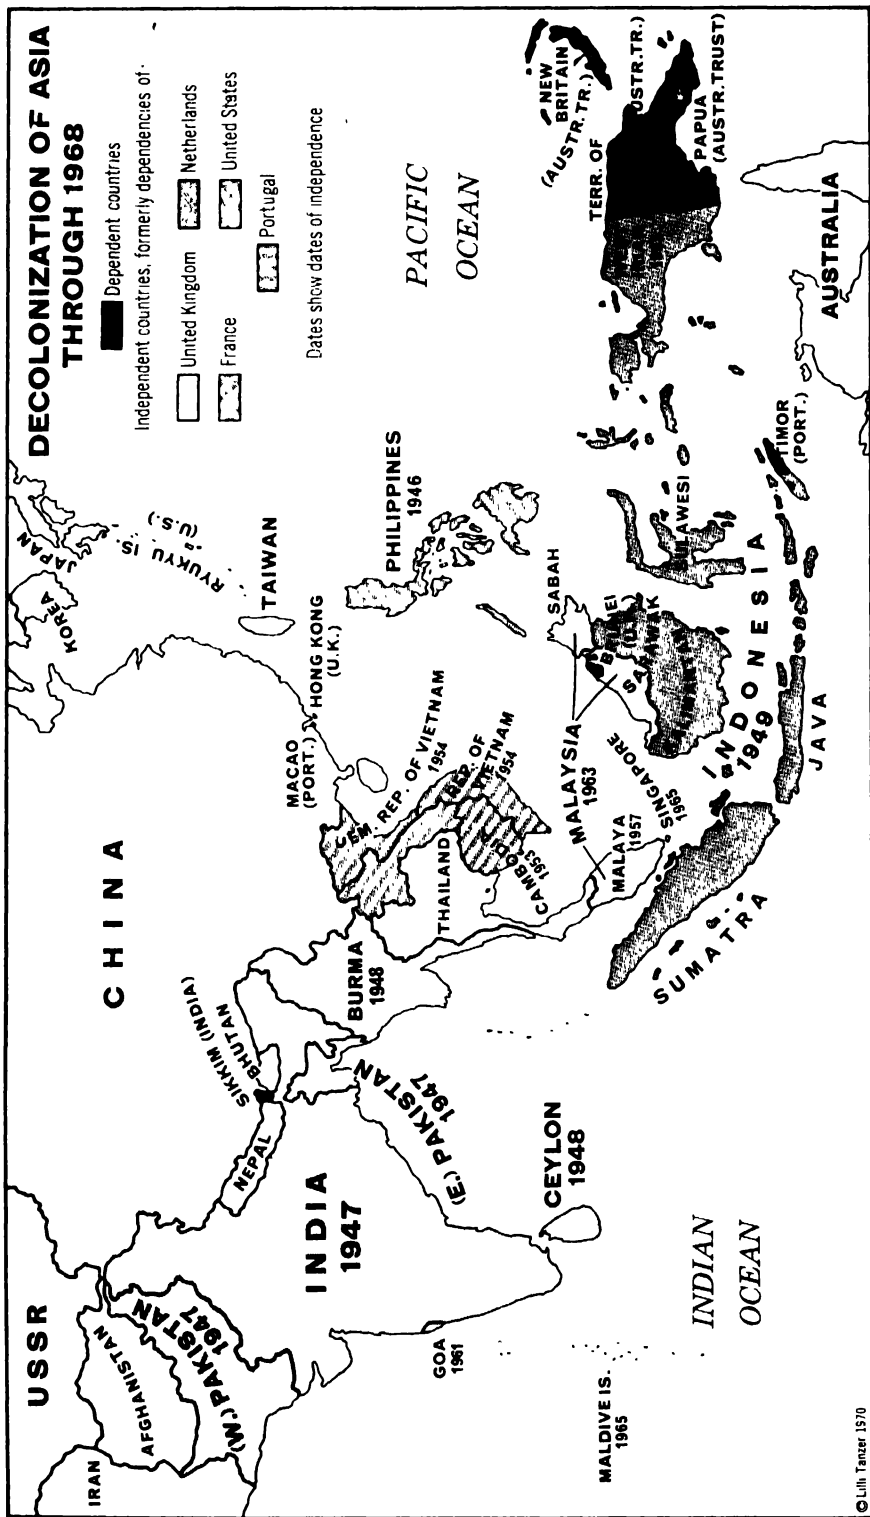 DECOLONIZATION OF ASIA
THROUGH 1968
Dependent countries
Independent countries, formerly dependencies of:
United Kingdom
Netherlands
France
United States
Portugal
Dates show dates of independence
USSR
IRAN
AFGHANISTAN
(W.) PAKISTAN
1947
INDIA
1947
NEPAL
SIKKIM (INDIA)
BHUTAN
(E.) PAKISTAN
1947
GOA
1961
MALDIVE IS.
1965
CEYLON
1948
INDIAN
OCEAN
CHINA
BURMA
1948
THAILAND
CAMBODIA
1953
DEM. REP. OF VIETNAM
1954
REP. OF
VIETNAM
1954
MACAO
(PORT.)
HONG KONG
(U.K.)
TAIWAN
KOREA
JAPAN
RYUKYU IS.
(U.S.)
PHILIPPINES
1946
PACIFIC
OCEAN
MALAYSIA
1963
MALAYA
1957
SINGAPORE
1965
SABAH
BRUNEI
(U.K.)
SARAWAK
KALIMANTAN
SULAWESI
INDONESIA
1949
SUMATRA
JAVA
TIMOR
(PORT.)
NEW
BRITAIN
(AUSTR.TR.)
TERR. OF
PAPUA
(AUSTR.TRUST)
AUSTRALIA
© Lilli Tanzer 1970